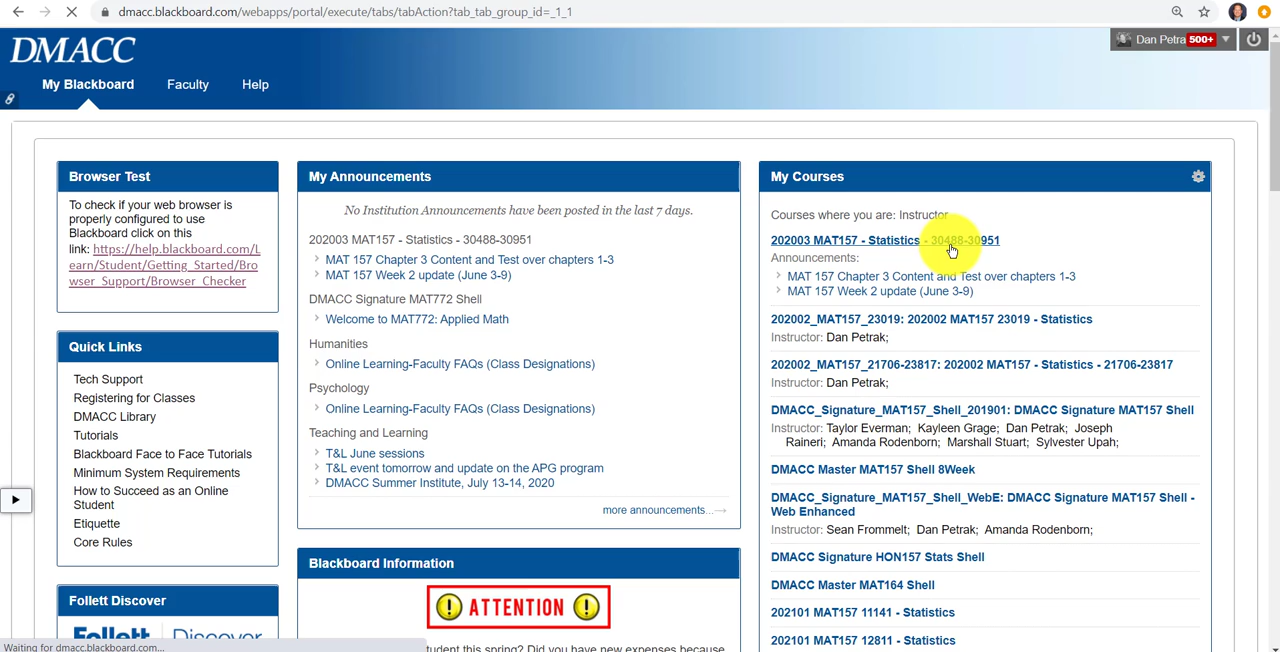 dmacc.blackboard.com/webapps/portal/execute/tabs/tabAction?tab_tab_group_id=_1_1
DMACC
Dan Petra 500+
My Blackboard
Faculty
Help
Browser Test
To check if your web browser is
properly configured to use
Blackboard click on this
link: https://help.blackboard.com/L
earn/Student/Getting_Started/Bro
wser_Support/Browser_Checker
Quick Links
Tech Support
Registering for Classes
DMACC Library
Tutorials
Blackboard Face to Face Tutorials
Minimum System Requirements
How to Succeed as an Online
Student
Etiquette
Core Rules
Follett Discover
Follett Discover
My Announcements
No Institution Announcements have been posted in the last 7 days.
202003 MAT157 - Statistics - 30488-30951
MAT 157 Chapter 3 Content and Test over chapters 1-3
MAT 157 Week 2 update (June 3-9)
DMACC Signature MAT772 Shell
Welcome to MAT772: Applied Math
Humanities
Online Learning-Faculty FAQs (Class Designations)
Psychology
Online Learning-Faculty FAQs (Class Designations)
Teaching and Learning
T&L June sessions
T&L event tomorrow and update on the APG program
DMACC Summer Institute, July 13-14, 2020
more announcements...
Blackboard Information
ATTENTION
tudent this spring? Did you have new expenses because
My Courses
Courses where you are: Instructor
202003 MAT157 - Statistics - 30488-30951
Announcements:
MAT 157 Chapter 3 Content and Test over chapters 1-3
MAT 157 Week 2 update (June 3-9)
202002_MAT157_23019: 202002 MAT157 23019 - Statistics
Instructor: Dan Petrak;
202002_MAT157_21706-23817: 202002 MAT157 - Statistics - 21706-23817
Instructor: Dan Petrak;
DMACC_Signature_MAT157_Shell_201901: DMACC Signature MAT157 Shell
Instructor: Taylor Everman; Kayleen Grage; Dan Petrak; Joseph
Raineri; Amanda Rodenborn; Marshall Stuart; Sylvester Upah;
DMACC Master MAT157 Shell 8Week
DMACC_Signature_MAT157_Shell_WebE: DMACC Signature MAT157 Shell -
Web Enhanced
Instructor: Sean Frommelt; Dan Petrak; Amanda Rodenborn;
DMACC Signature HON157 Stats Shell
DMACC Master MAT164 Shell
202101 MAT157 11141 - Statistics
202101 MAT157 12811 - Statistics
Waiting for dmacc.blackboard.com...